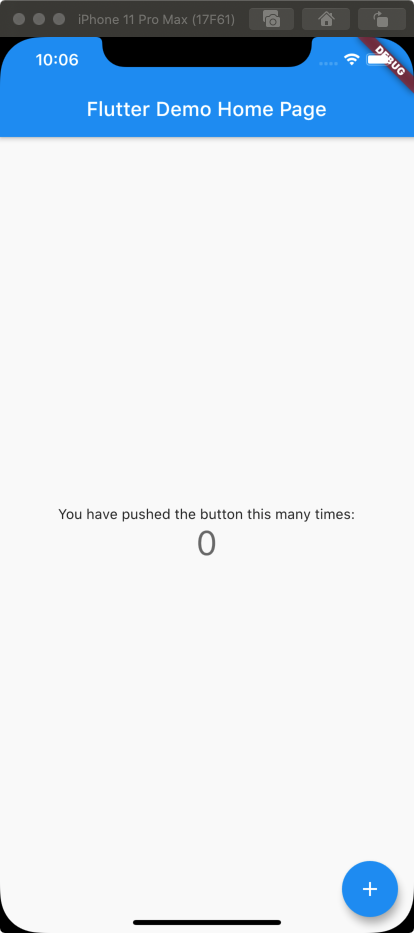 iPhone 11 Pro Max (17F61)
10:06
DEBUG
Flutter Demo Home Page
You have pushed the button this many times:
0
+